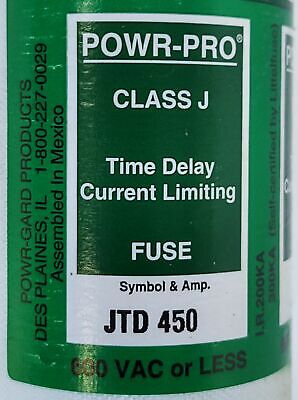 POWR-PRO®
CLASS J
Time Delay
Current Limiting
FUSE
Symbol & Amp.
JTD 450
600 VAC or LESS
POWR-GARD PRODUCTS
DES PLAINES, IL 1-800-227-0029
Assembled In Mexico
I.R.200KA
300KA (Self-certified by Littelfuse)